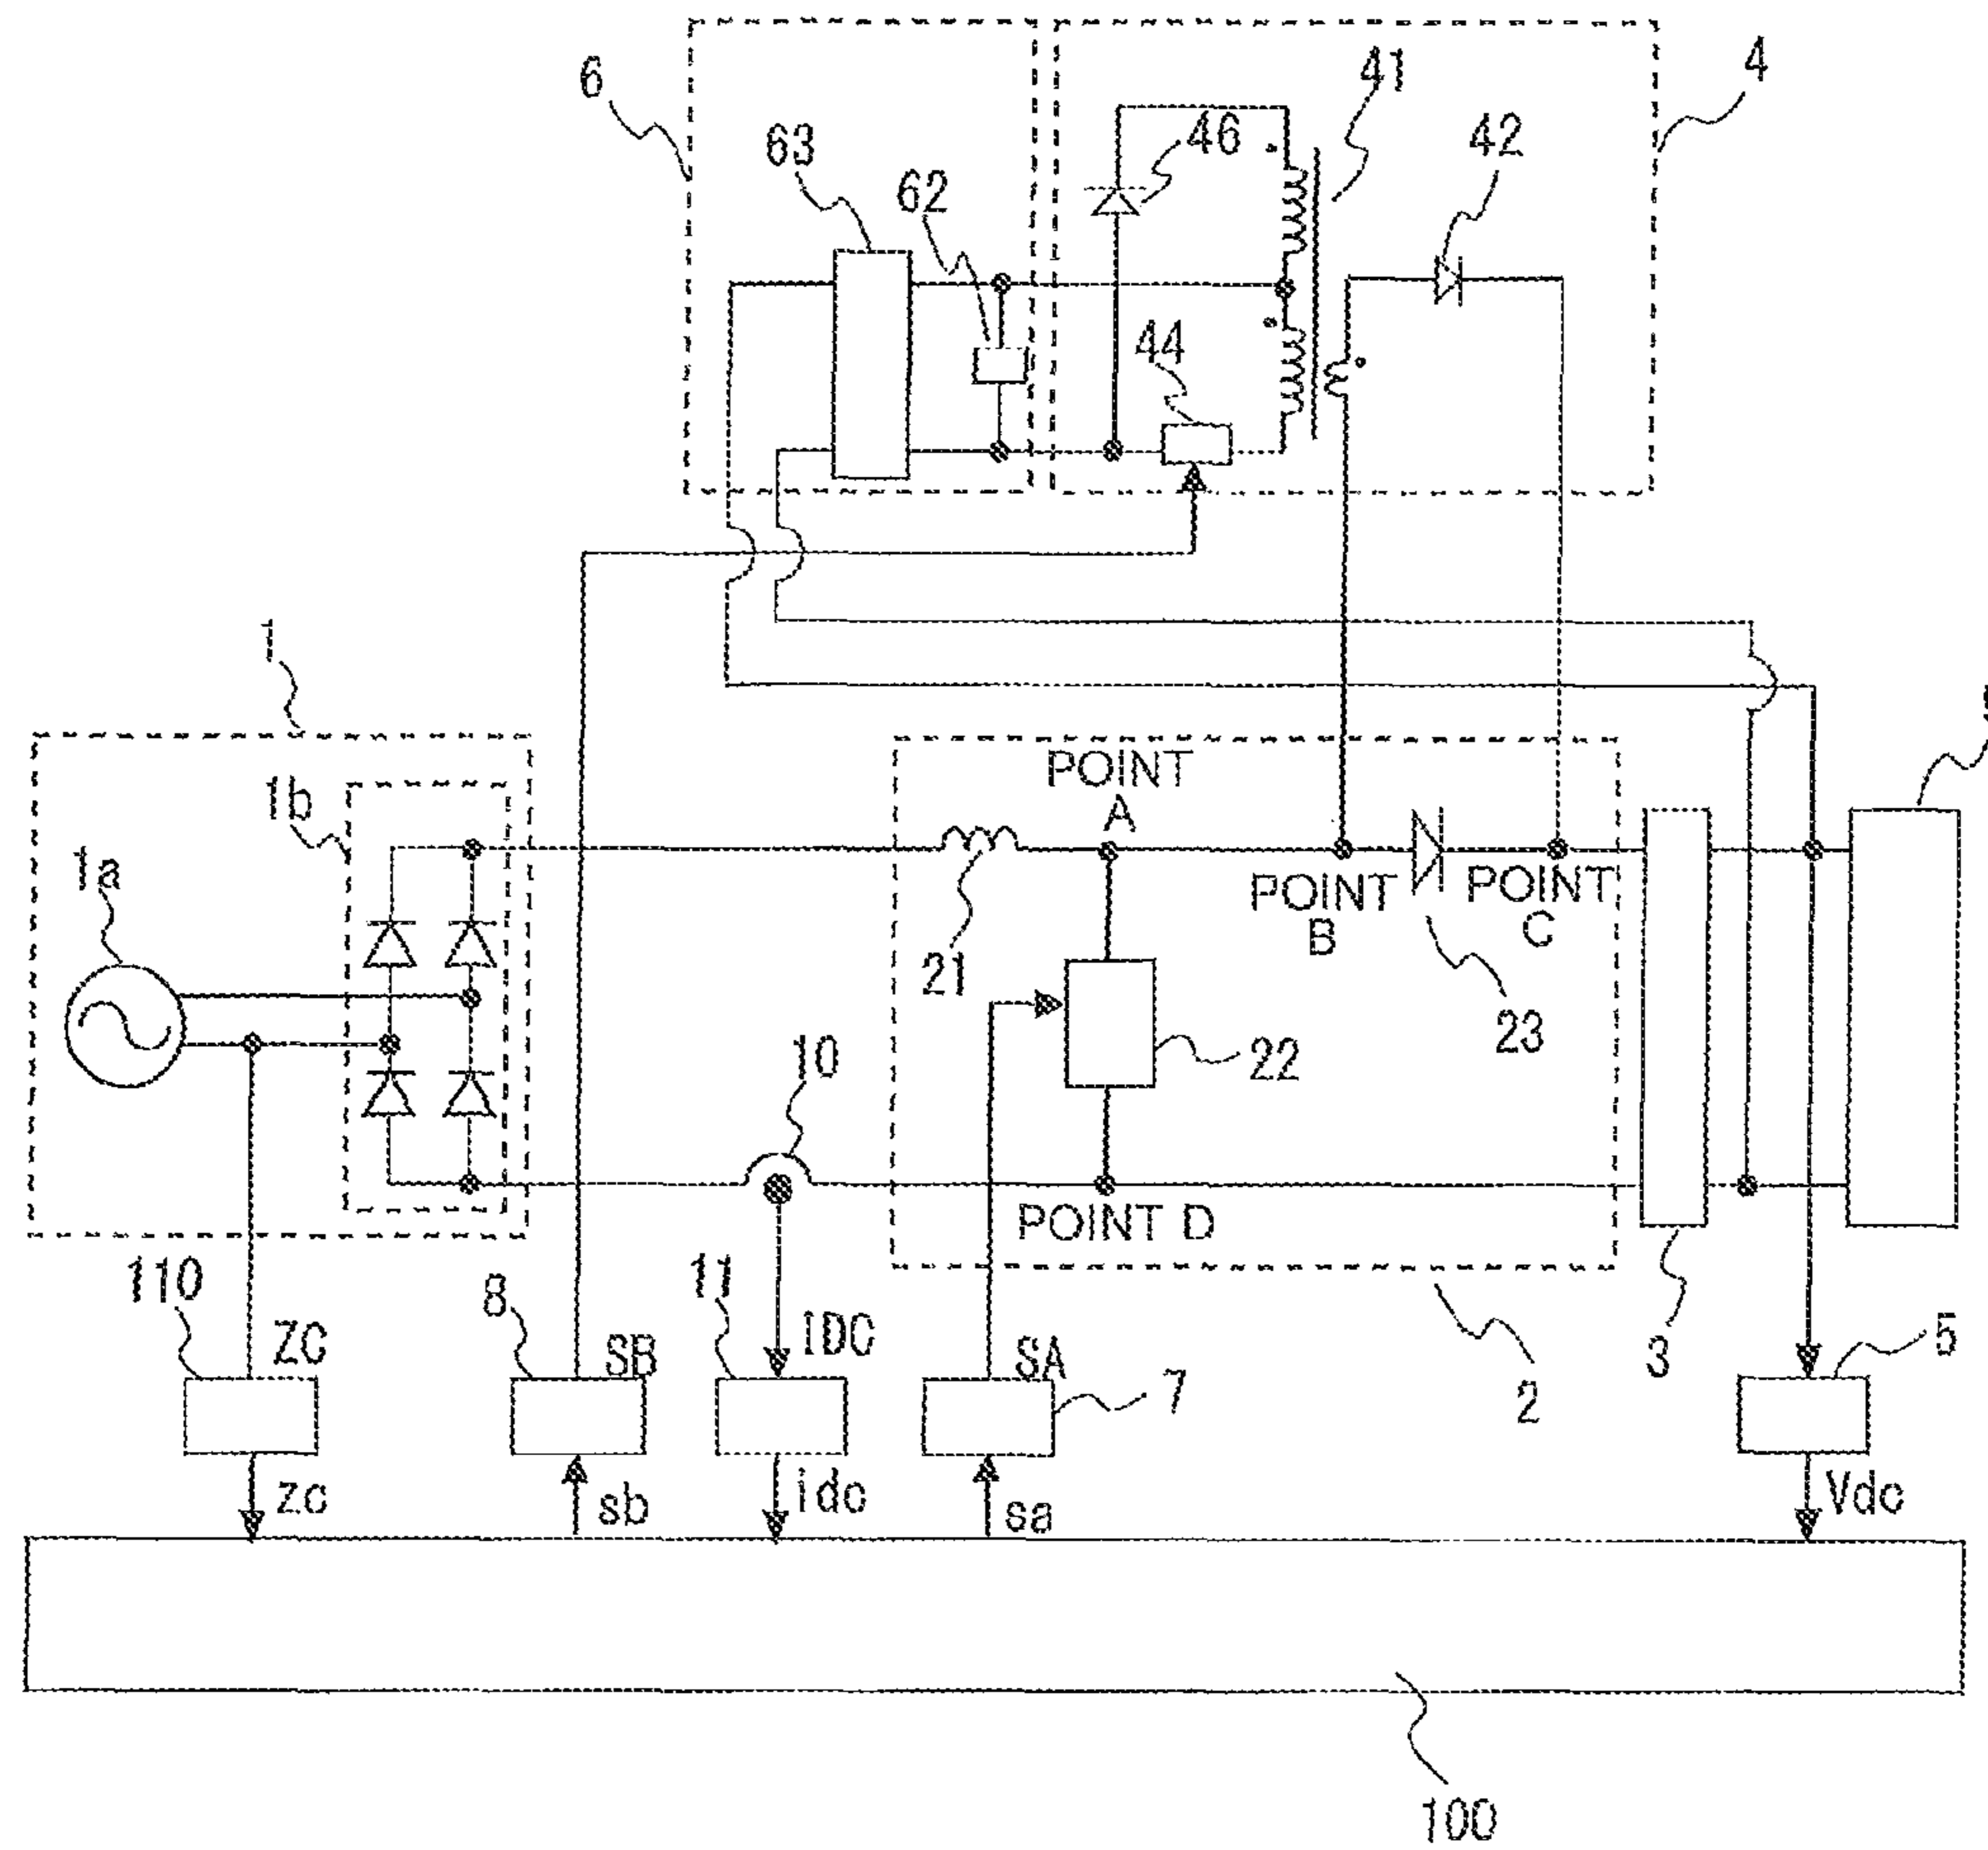 6
63
62
46
41
42
4
44
1
1b
1a
POINT
A
POINT
B
POINT
C
21
22
23
10
POINT D
110
ZC
8
SB
11
IDC
SA
7
2
3
5
zc
sb
idc
sa
Vdc
100